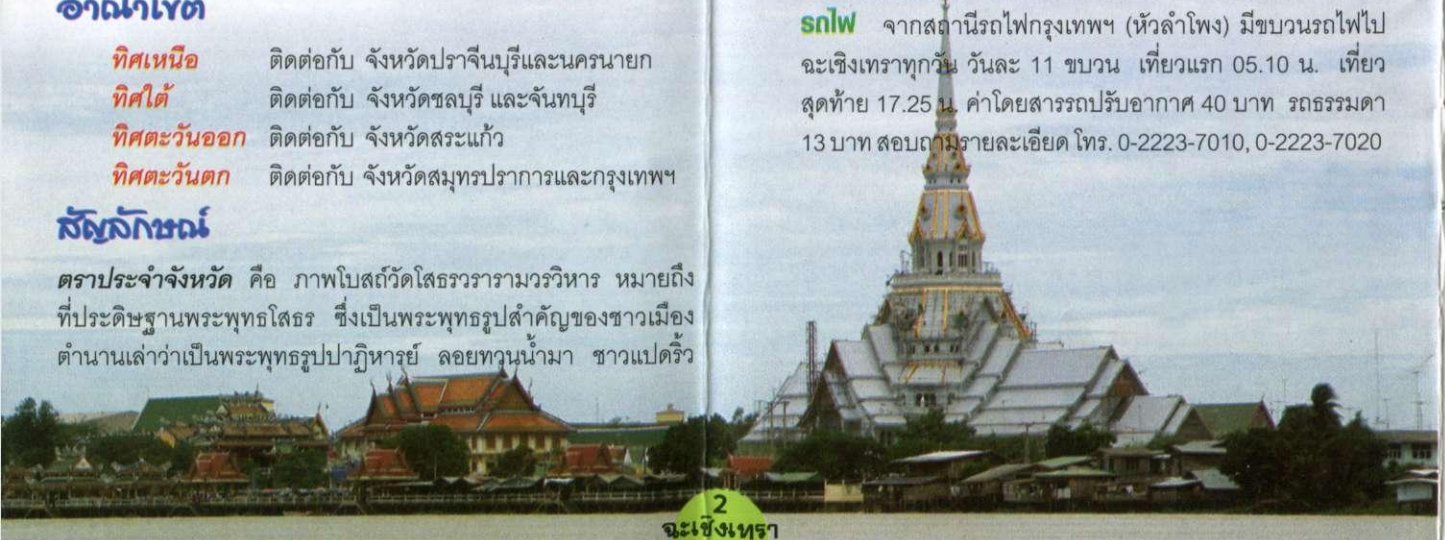 อาณาเขต
ทิศเหนือ ติดต่อกับ จังหวัดปราจีนบุรีและนครนายก
ทิศใต้ ติดต่อกับ จังหวัดชลบุรี และจันทบุรี
ทิศตะวันออก ติดต่อกับ จังหวัดสระแก้ว
ทิศตะวันตก ติดต่อกับ จังหวัดสมุทรปราการและกรุงเทพฯ
สัญลักษณ์
ตราประจำจังหวัด คือ ภาพโบสถ์วัดโสธรวรารามวรวิหาร หมายถึง
ที่ประดิษฐานพระพุทธโสธร ซึ่งเป็นพระพุทธรูปสำคัญของชาวเมือง
ตำนานเล่าว่าเป็นพระพุทธรูปปาฏิหารย์ ลอยทวนน้ำมา ชาวแปดริ้ว
รถไฟ จากสถานีรถไฟกรุงเทพฯ (หัวลำโพง) มีขบวนรถไฟไป
ฉะเชิงเทราทุกวัน วันละ 11 ขบวน เที่ยวแรก 05.10 น. เที่ยว
สุดท้าย 17.25 น. ค่าโดยสารรถปรับอากาศ 40 บาท รถธรรมดา
13 บาท สอบถามรายละเอียด โทร. 0-2223-7010, 0-2223-7020
2
ฉะเชิงเทรา